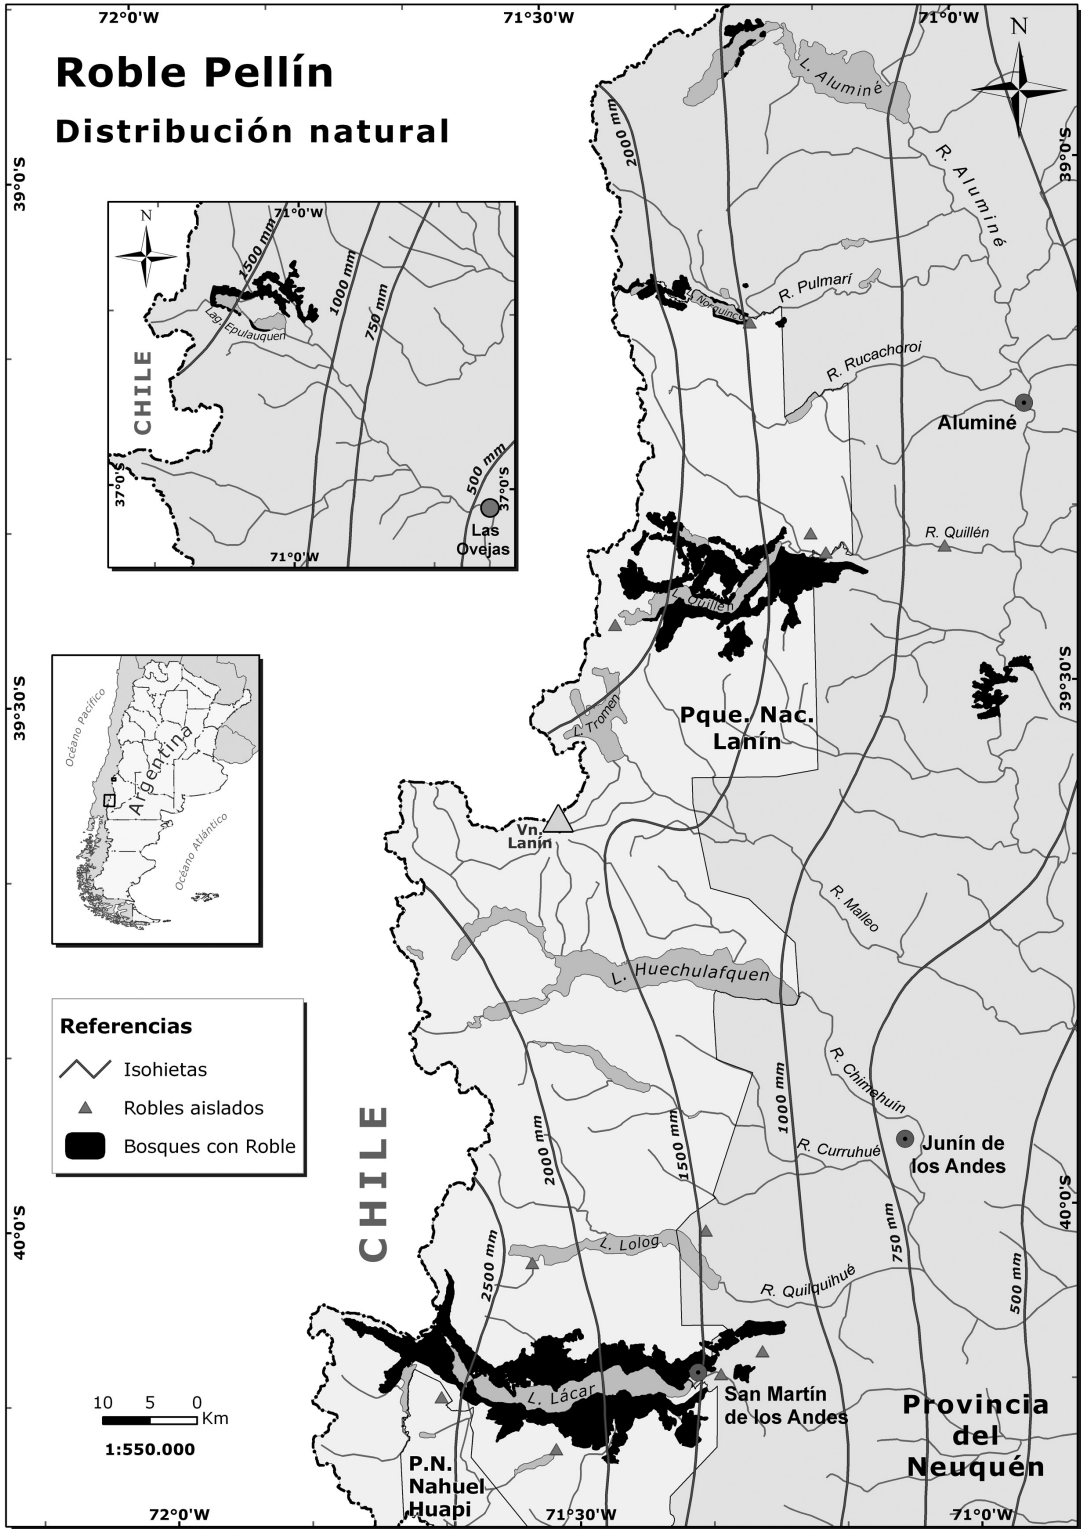 72°0'W
71°30'W
71°0'W
Roble Pellín
Distribución natural
N
L. Aluminé
2000 mm
39°0'S
39°0'S
R. Aluminé
N
71°0'W
1500 mm
1000 mm
750 mm
Lag. Epulauquen
CHILE
37°0'S
37°0'S
500 mm
Las
Ovejas
71°0'W
R. Pulmarí
L. Ñorquinco
R. Rucachoroi
Aluminé
R. Quillén
L. Quillén
39°30'S
39°30'S
L. Tromen
Pque. Nac.
Lanín
Océano Pacífico
Argentina
Océano Atlántico
Vn.
Lanín
R. Malleo
L. Huechulafquen
Referencias
Isohietas
Robles aislados
Bosques con Roble
R. Chimehuín
1000 mm
2000 mm
1500 mm
R. Curruhué
Junín de
los Andes
CHILE
40°0'S
40°0'S
750 mm
L. Lolog
2500 mm
R. Quilquihué
500 mm
L. Lácar
San Martín
de los Andes
10 5 0
Km
1:550.000
Provincia
del
Neuquén
P.N.
Nahuel
Huapi
72°0'W
71°30'W
71°0'W